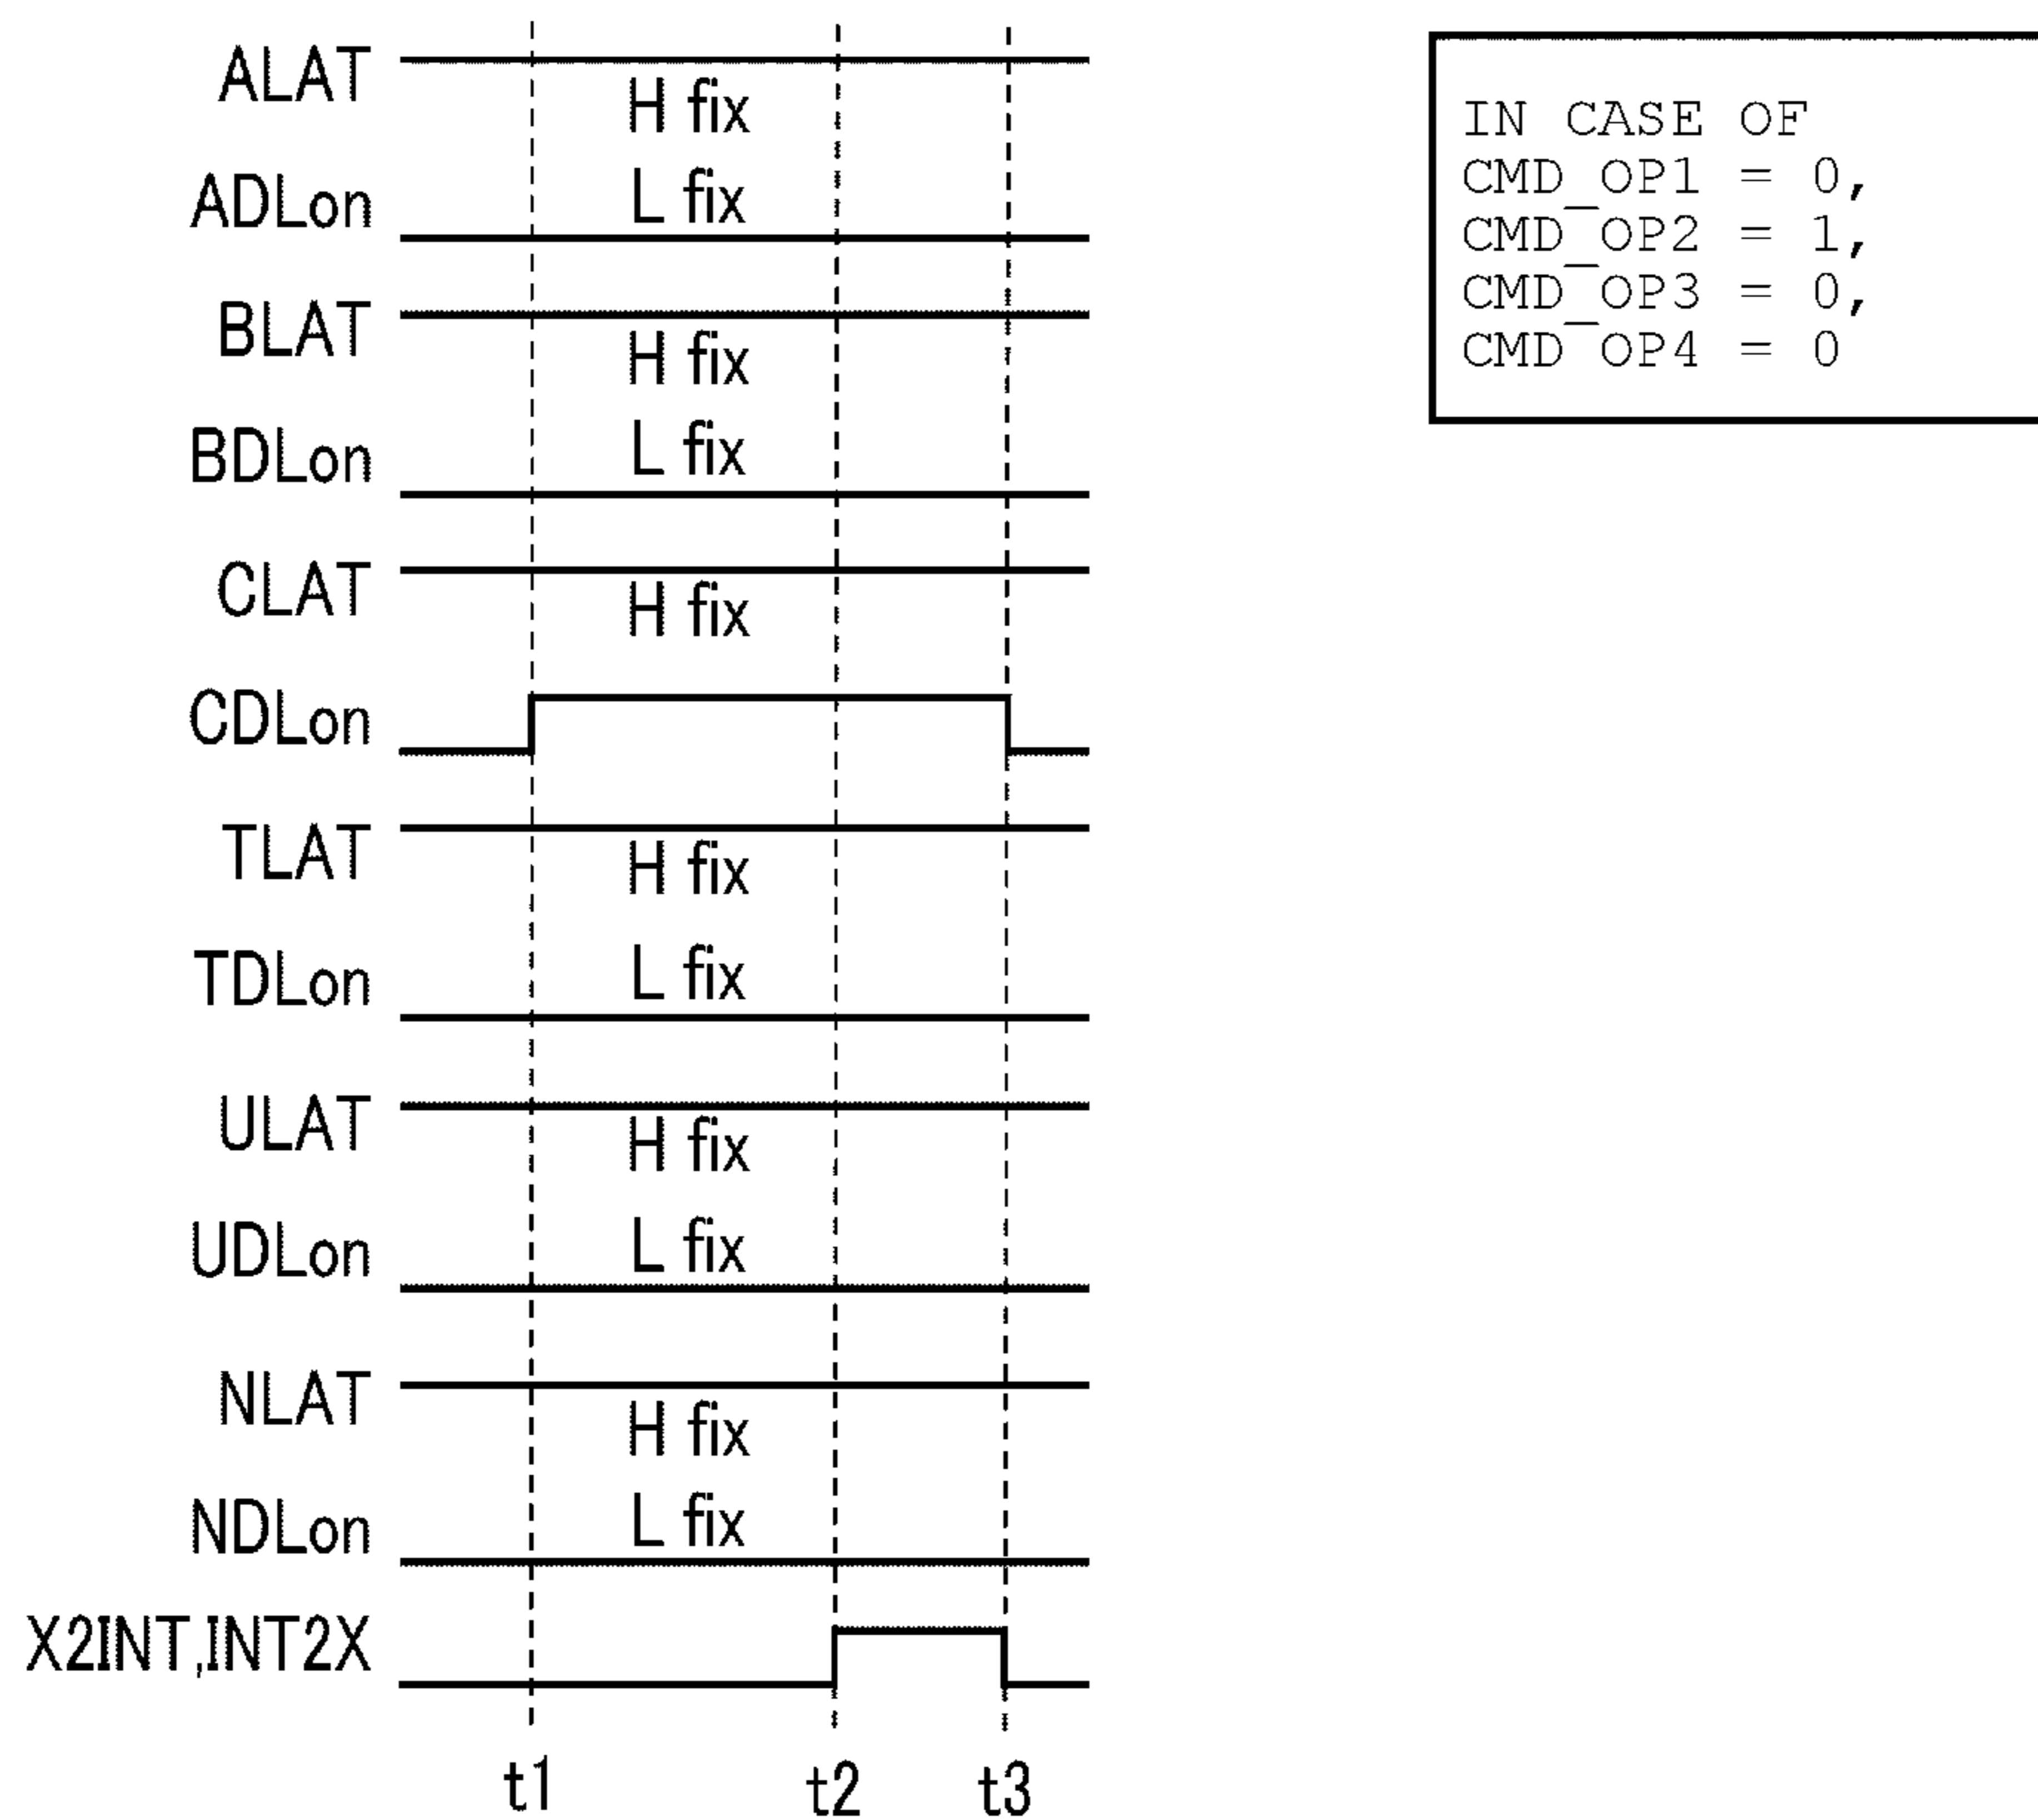 ALAT
H fix
ADLon
L fix
BLAT
H fix
BDLon
L fix
CLAT
H fix
CDLon
TLAT
H fix
TDLon
L fix
ULAT
H fix
UDLon
L fix
NLAT
H fix
NDLon
L fix
X2INT,INT2X
t1 t2 t3
IN CASE OF
CMD_OP1 = 0,
CMD_OP2 = 1,
CMD_OP3 = 0,
CMD_OP4 = 0